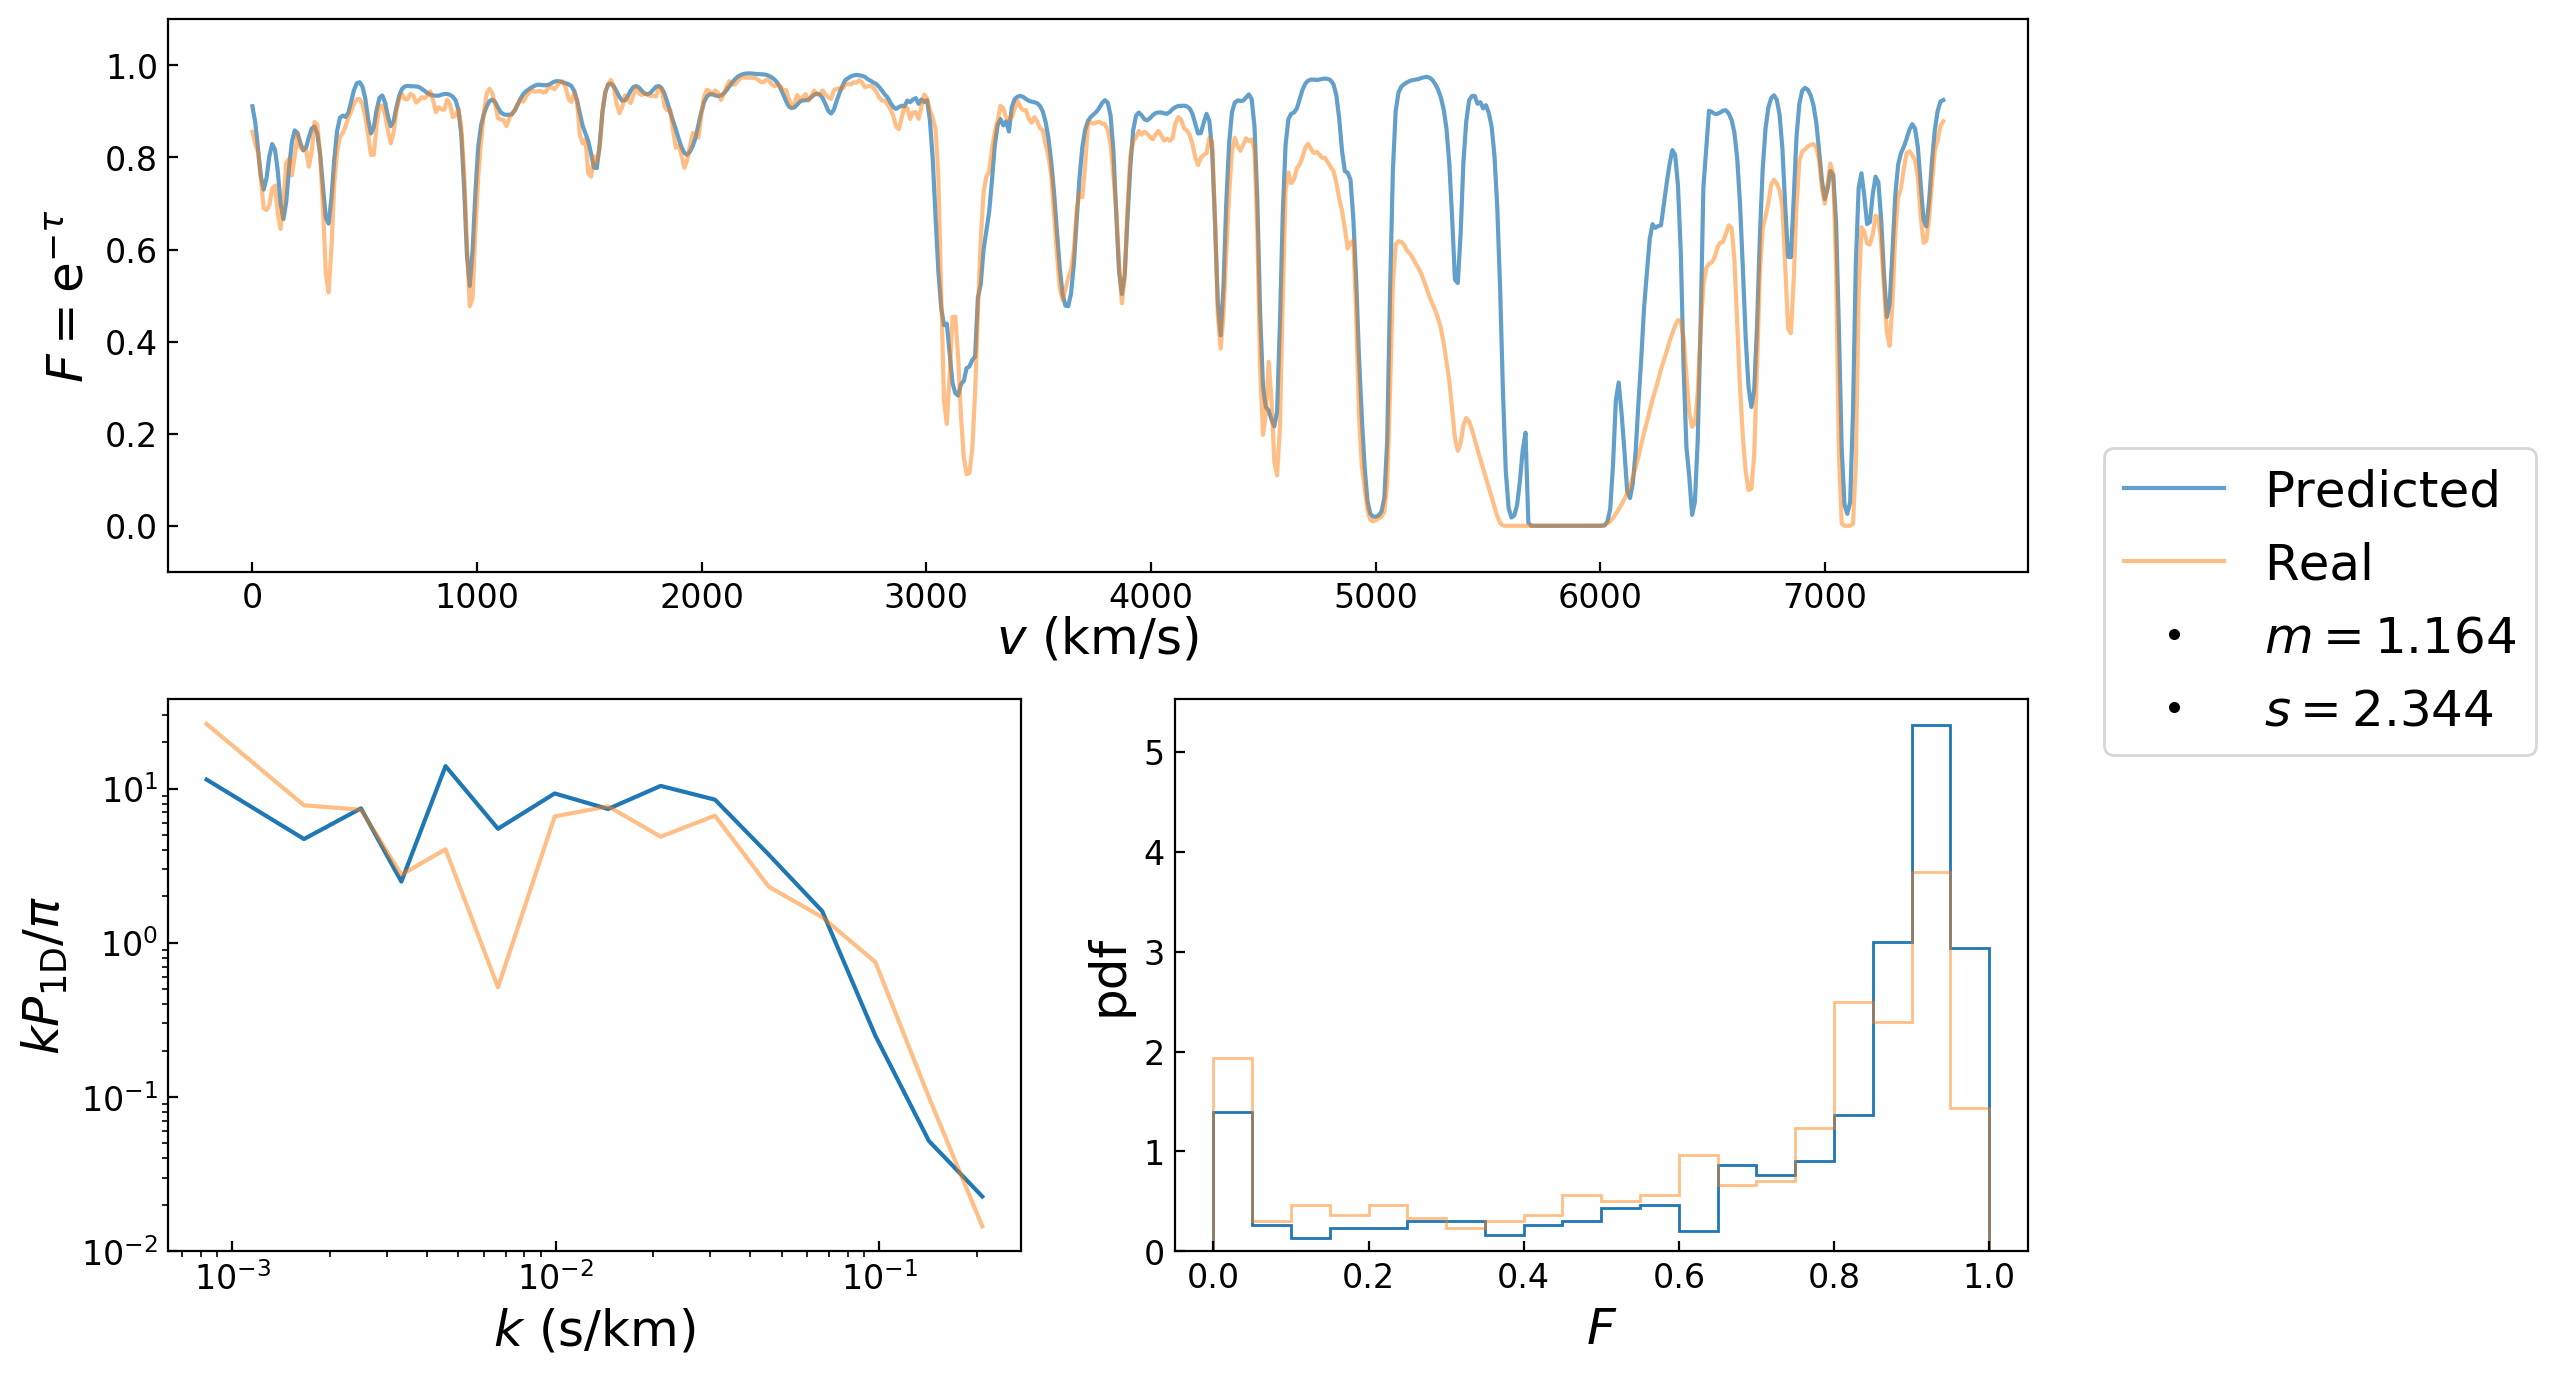 F = e^{−τ}
1.0
0.8
0.6
0.4
0.2
0.0
0 1000 2000 3000 4000 5000 6000 7000
v (km/s)
Predicted
Real
m = 1.164
s = 2.344
kP_{1D}/π
10^1
10^0
10^{−1}
10^{−2}
10^{−3} 10^{−2} 10^{−1}
k (s/km)
pdf
5
4
3
2
1
0
0.0 0.2 0.4 0.6 0.8 1.0
F